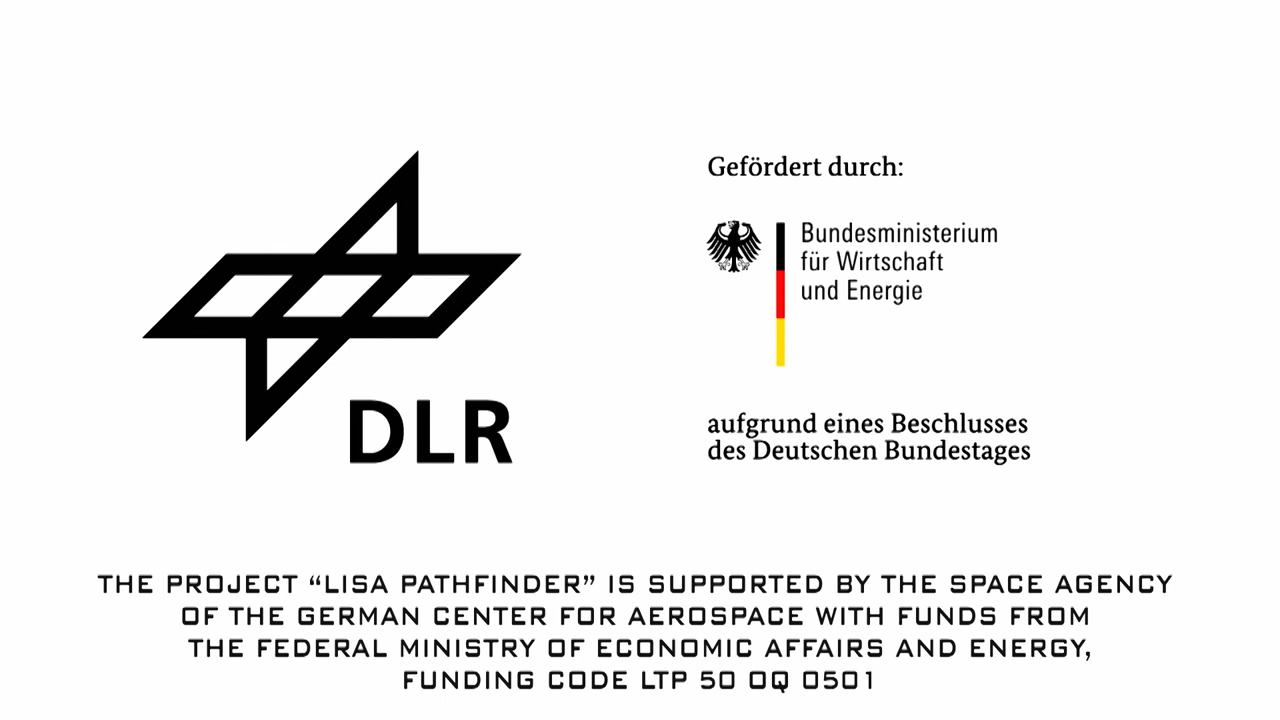 DLR
Gefördert durch:
Bundesministerium
für Wirtschaft
und Energie
aufgrund eines Beschlusses
des Deutschen Bundestages
THE PROJECT “LISA PATHFINDER” IS SUPPORTED BY THE SPACE AGENCY
OF THE GERMAN CENTER FOR AEROSPACE WITH FUNDS FROM
THE FEDERAL MINISTRY OF ECONOMIC AFFAIRS AND ENERGY,
FUNDING CODE LTP 50 OQ 0501